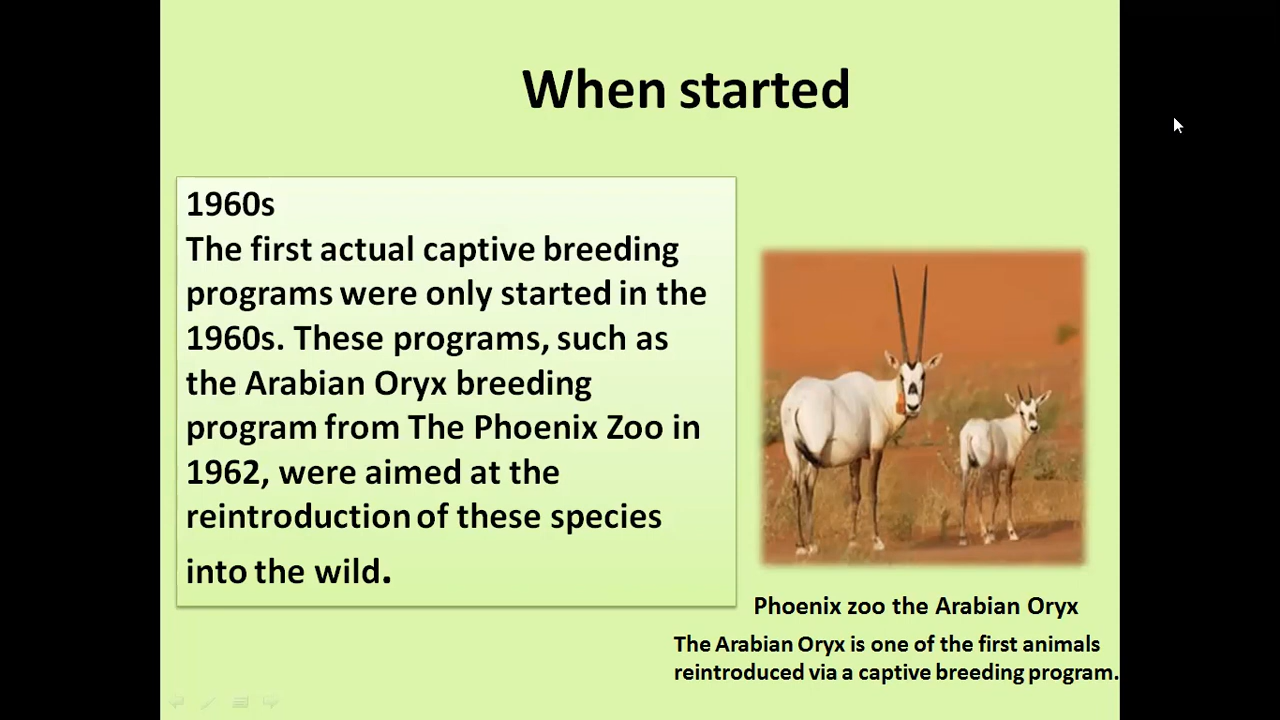 When started
1960s
The first actual captive breeding
programs were only started in the
1960s. These programs, such as
the Arabian Oryx breeding
program from The Phoenix Zoo in
1962, were aimed at the
reintroduction of these species
into the wild.
Phoenix zoo the Arabian Oryx
The Arabian Oryx is one of the first animals
reintroduced via a captive breeding program.